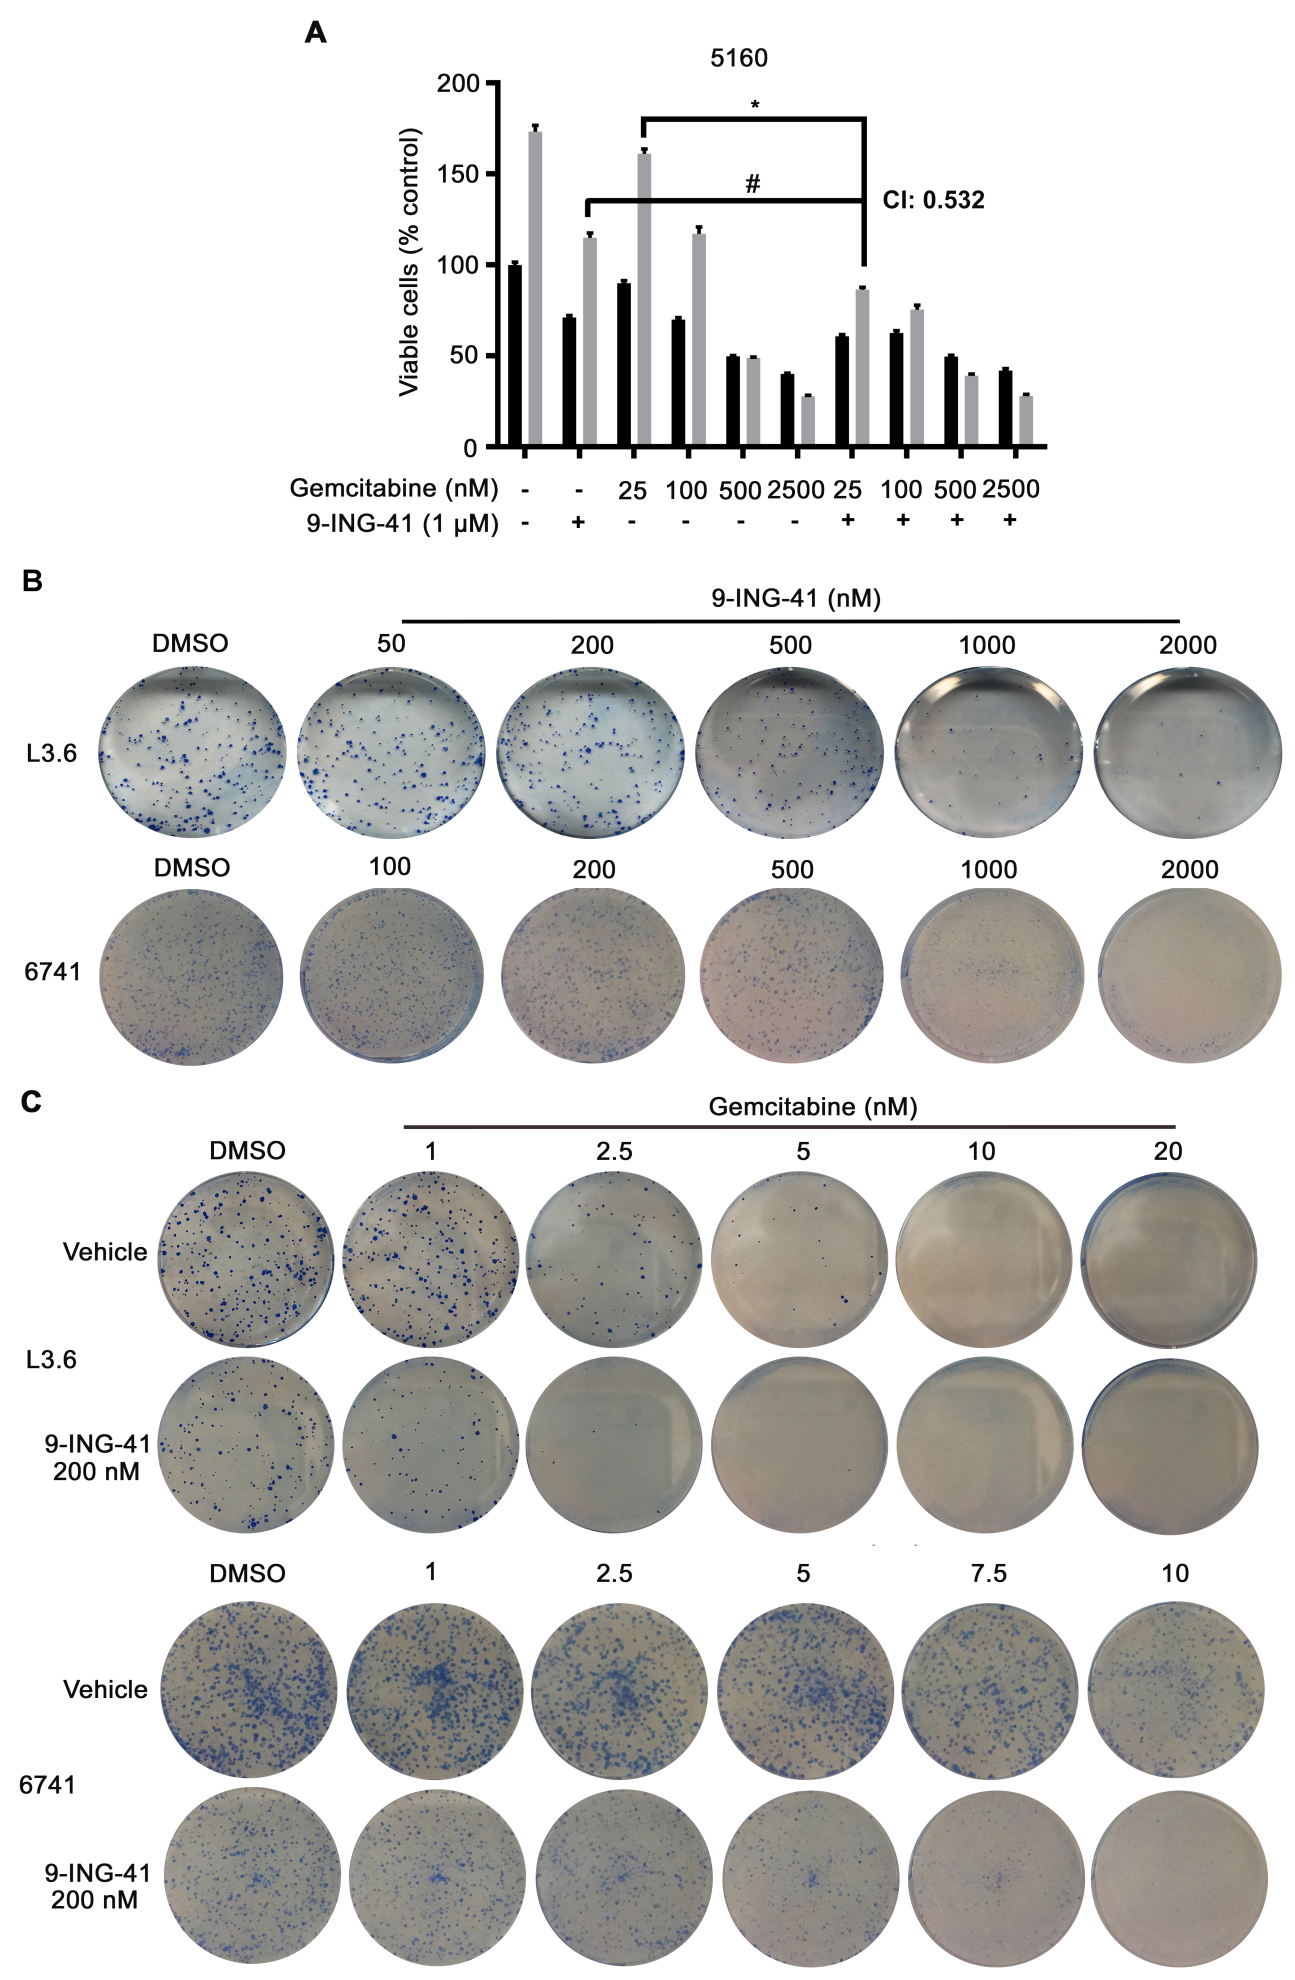 A
5160
200
150
100
50
0
Viable cells (% control)
*
#
CI: 0.532
Gemcitabine (nM) - - 25 100 500 2500 25 100 500 2500
9-ING-41 (1 µM) - + - - - - + + + +
B
9-ING-41 (nM)
DMSO 50 200 500 1000 2000
L3.6
DMSO 100 200 500 1000 2000
6741
C
Gemcitabine (nM)
DMSO 1 2.5 5 10 20
Vehicle
L3.6
9-ING-41
200 nM
DMSO 1 2.5 5 7.5 10
Vehicle
6741
9-ING-41
200 nM